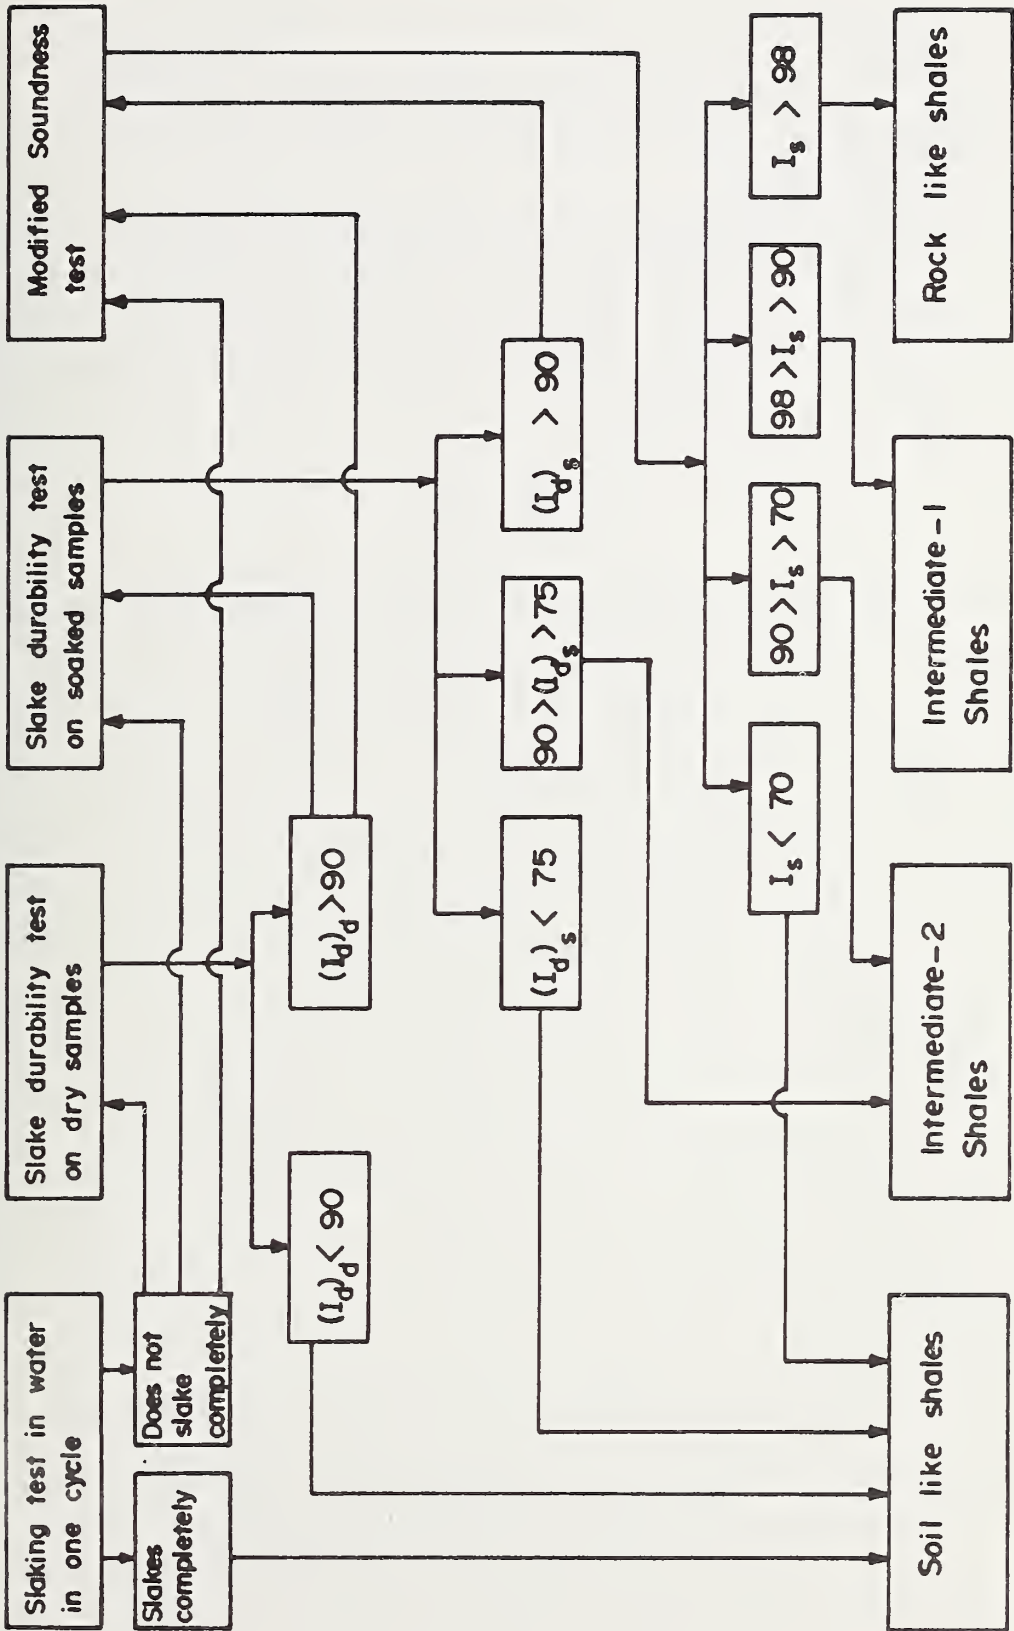 Slaking test in water
in one cycle
Slake durability test
on dry samples
Slake durability test
on soaked samples
Modified Soundness
test
Slakes
completely
Does not
slake
completely
(I_d)_d < 90
(I_d)_d > 90
(I_d)_s < 75
90 > (I_d)_s > 75
(I_d)_s > 90
I_s < 70
90 > I_s > 70
98 > I_s > 90
I_s > 98
Soil like shales
Intermediate-2
Shales
Intermediate-1
Shales
Rock like shales